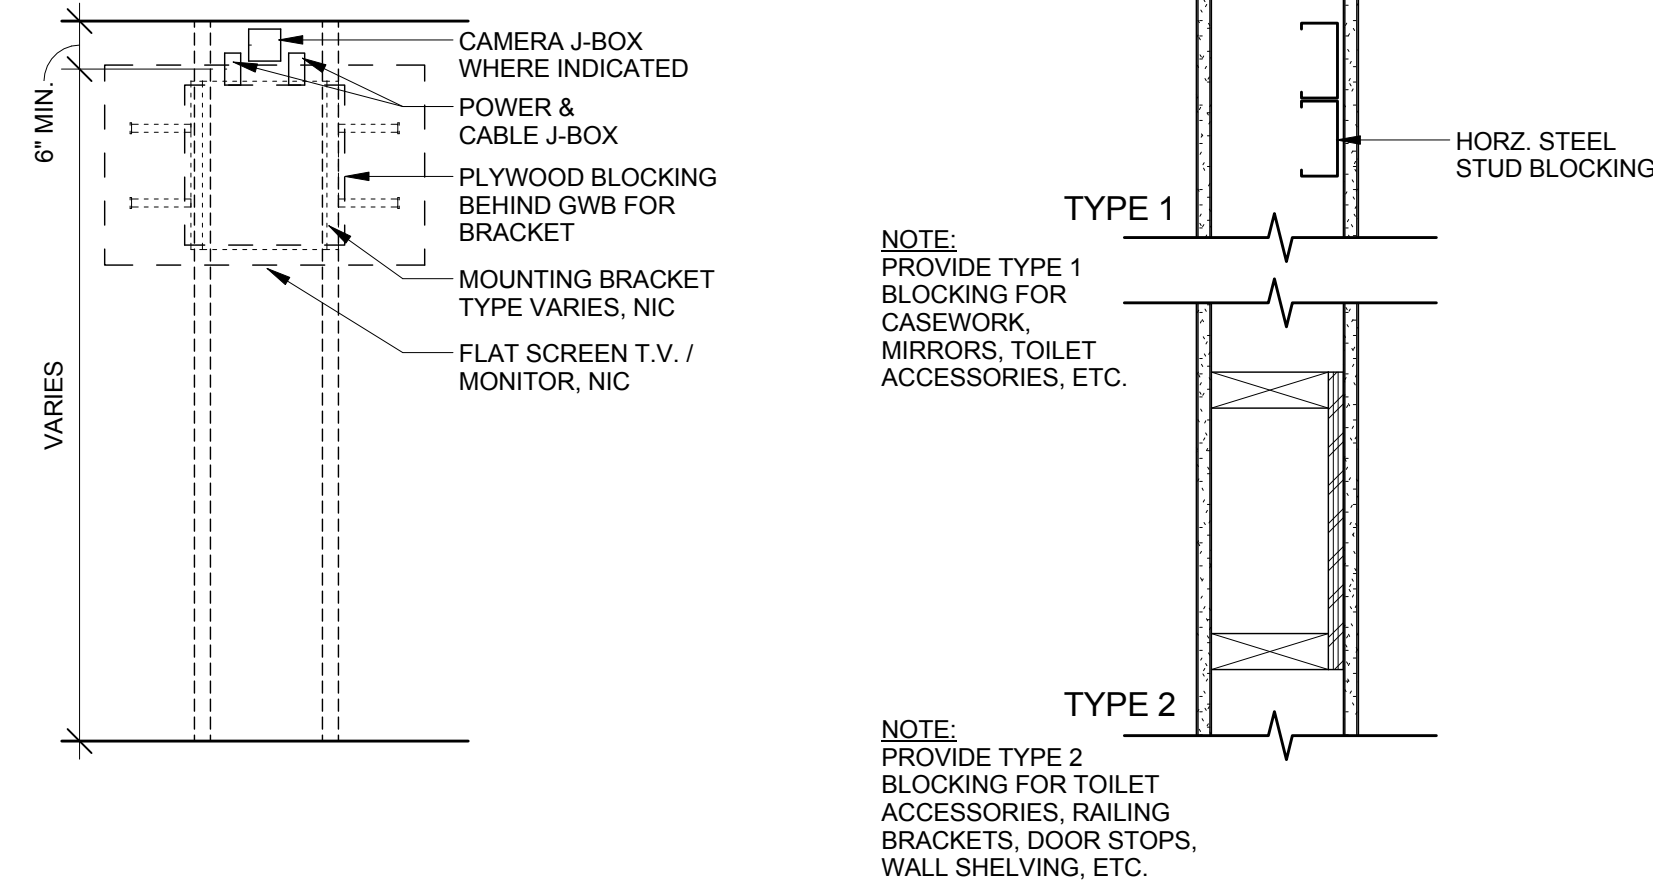 6" MIN.
VARIES
CAMERA J-BOX
WHERE INDICATED
POWER &
CABLE J-BOX
PLYWOOD BLOCKING
BEHIND GWB FOR
BRACKET
MOUNTING BRACKET
TYPE VARIES, NIC
FLAT SCREEN T.V. /
MONITOR, NIC
HORZ. STEEL
STUD BLOCKING
TYPE 1
NOTE:
PROVIDE TYPE 1
BLOCKING FOR
CASEWORK,
MIRRORS, TOILET
ACCESSORIES, ETC.
TYPE 2
NOTE:
PROVIDE TYPE 2
BLOCKING FOR TOILET
ACCESSORIES, RAILING
BRACKETS, DOOR STOPS,
WALL SHELVING, ETC.